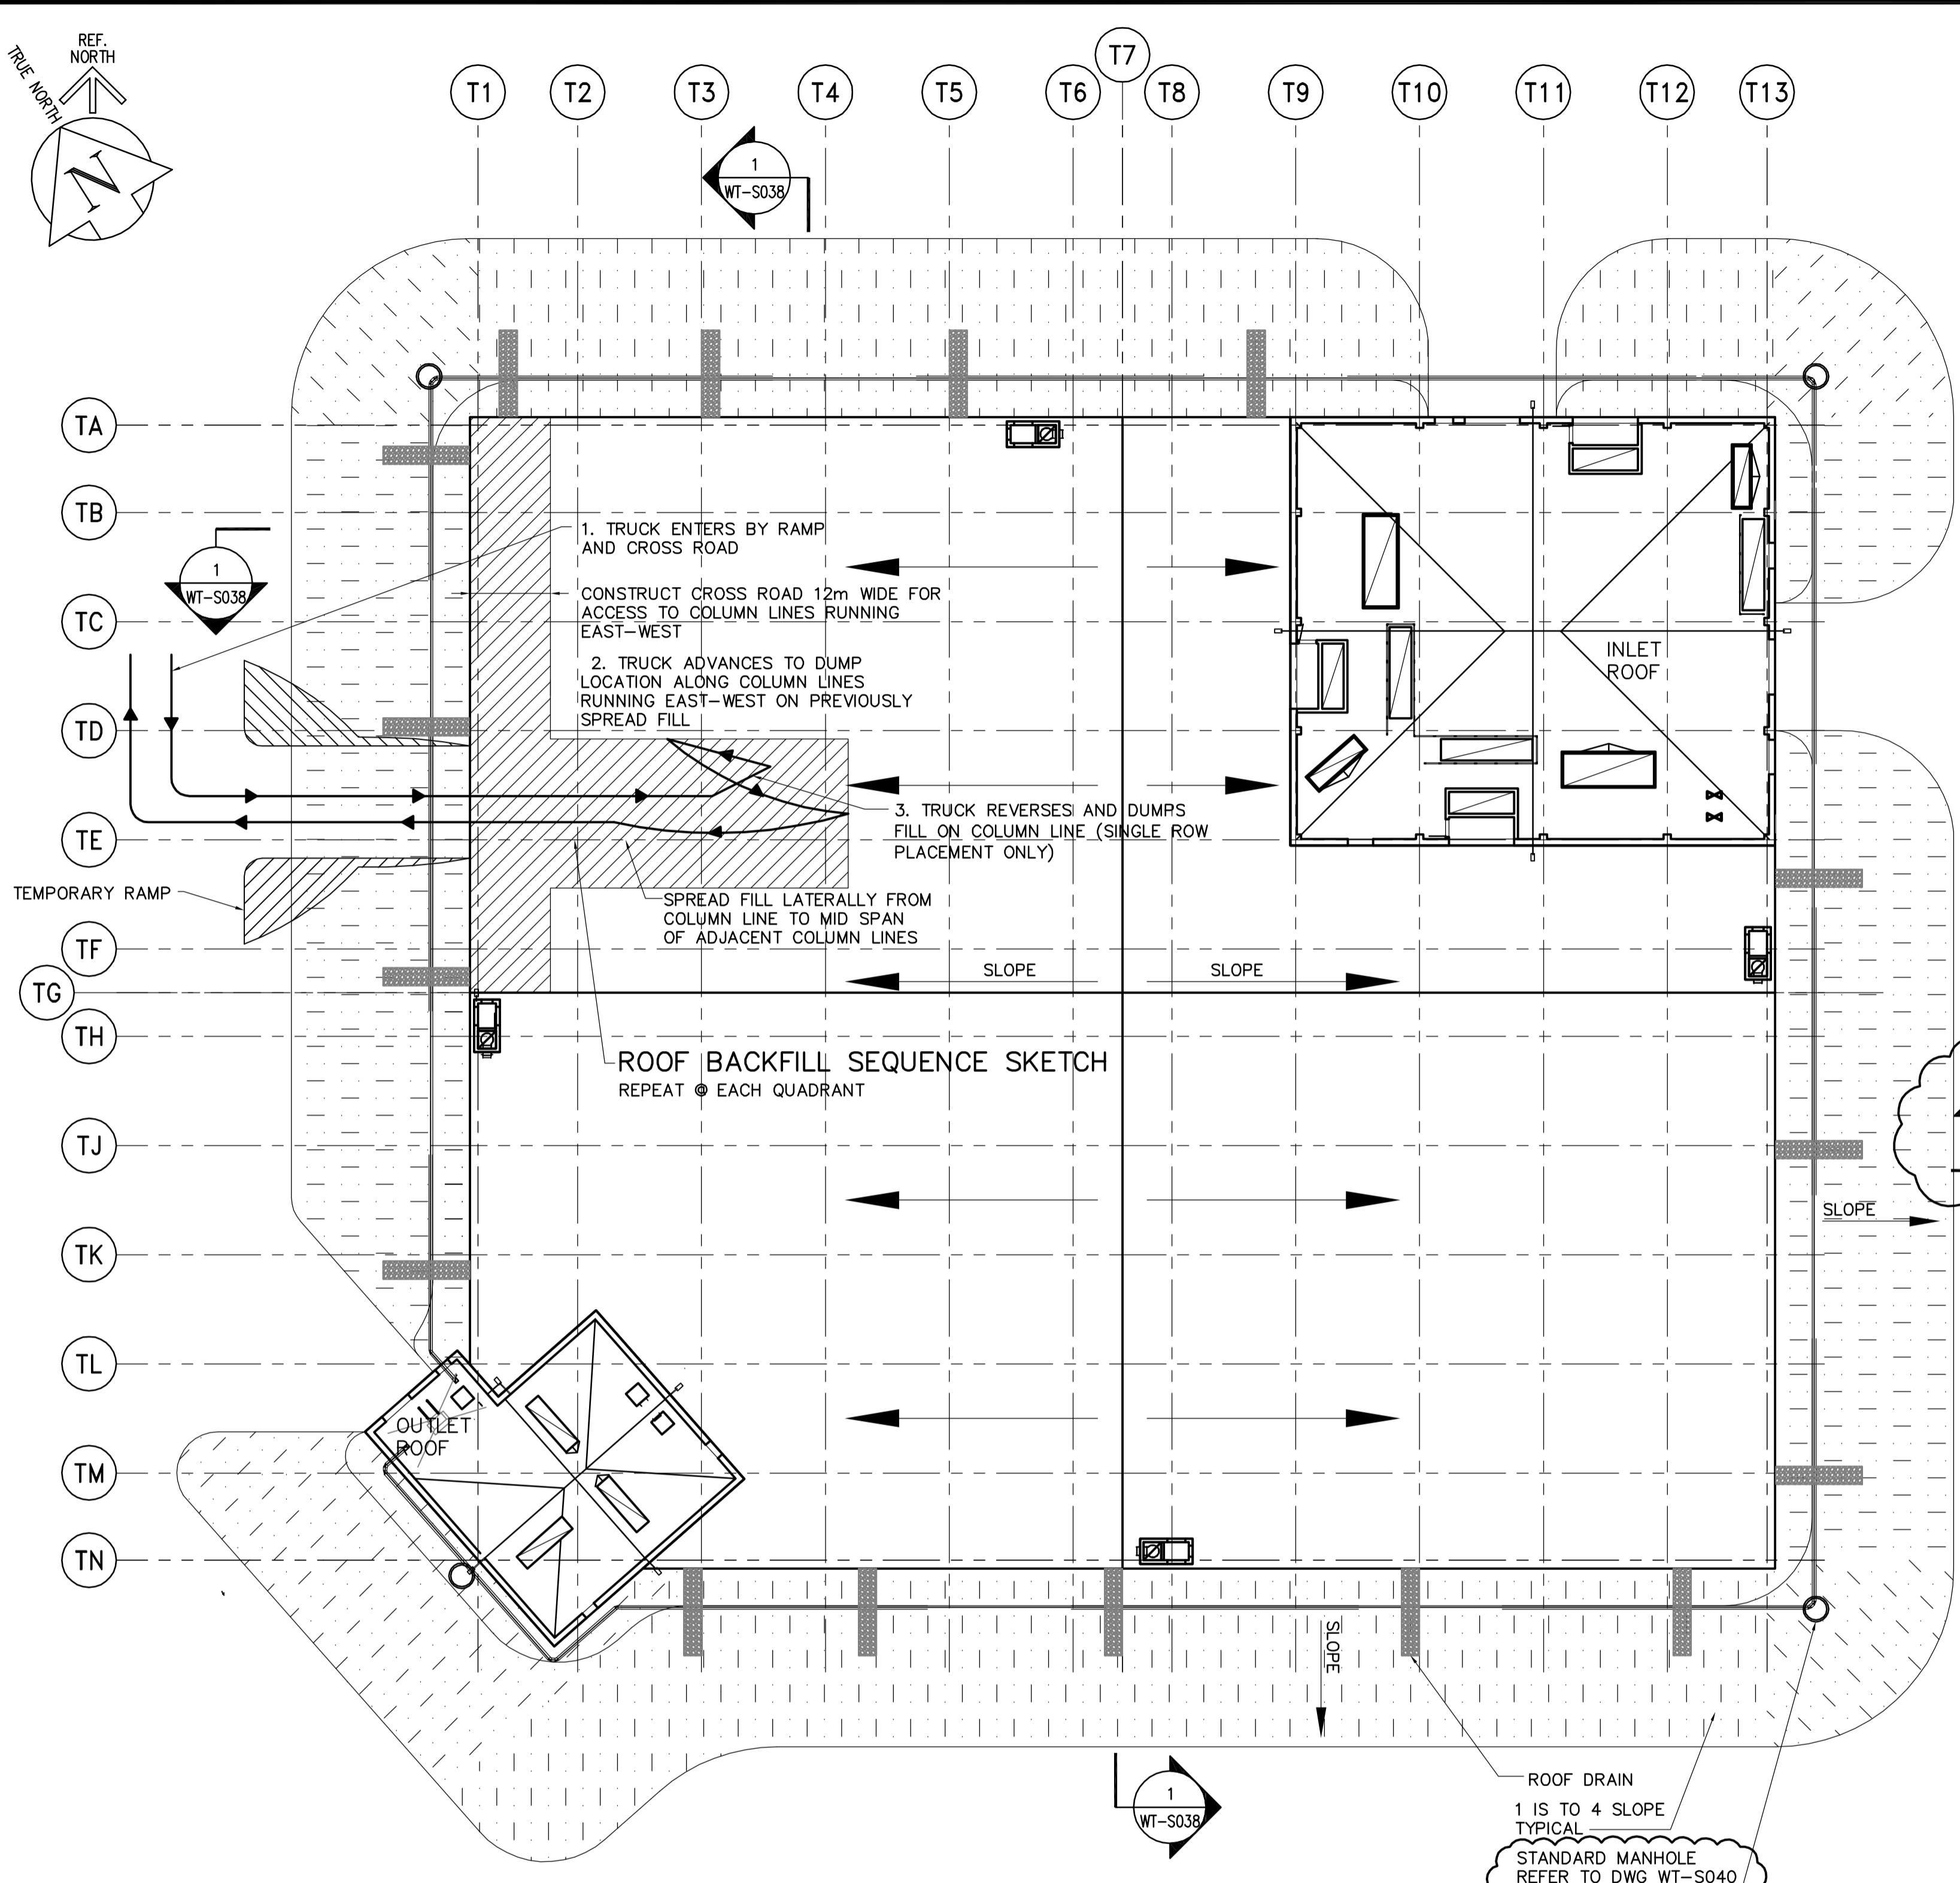 REF.
NORTH
TRUE NORTH
N
T1
T2
T3
T4
T5
T6
T7
T8
T9
T10
T11
T12
T13
1
WT-S038
TA
TB
TC
TD
TE
TF
TG
TH
TJ
TK
TL
TM
TN
1
WT-S038
1. TRUCK ENTERS BY RAMP
AND CROSS ROAD
CONSTRUCT CROSS ROAD 12m WIDE FOR
ACCESS TO COLUMN LINES RUNNING
EAST-WEST
2. TRUCK ADVANCES TO DUMP
LOCATION ALONG COLUMN LINES
RUNNING EAST-WEST ON PREVIOUSLY
SPREAD FILL
3. TRUCK REVERSES AND DUMPS
FILL ON COLUMN LINE (SINGLE ROW
PLACEMENT ONLY)
INLET
ROOF
TEMPORARY RAMP
SPREAD FILL LATERALLY FROM
COLUMN LINE TO MID SPAN
OF ADJACENT COLUMN LINES
SLOPE
SLOPE
ROOF BACKFILL SEQUENCE SKETCH
REPEAT @ EACH QUADRANT
SLOPE
OUTLET
ROOF
SLOPE
1
WT-S038
ROOF DRAIN
1 IS TO 4 SLOPE
TYPICAL
STANDARD MANHOLE
REFER TO DWG WT-S040